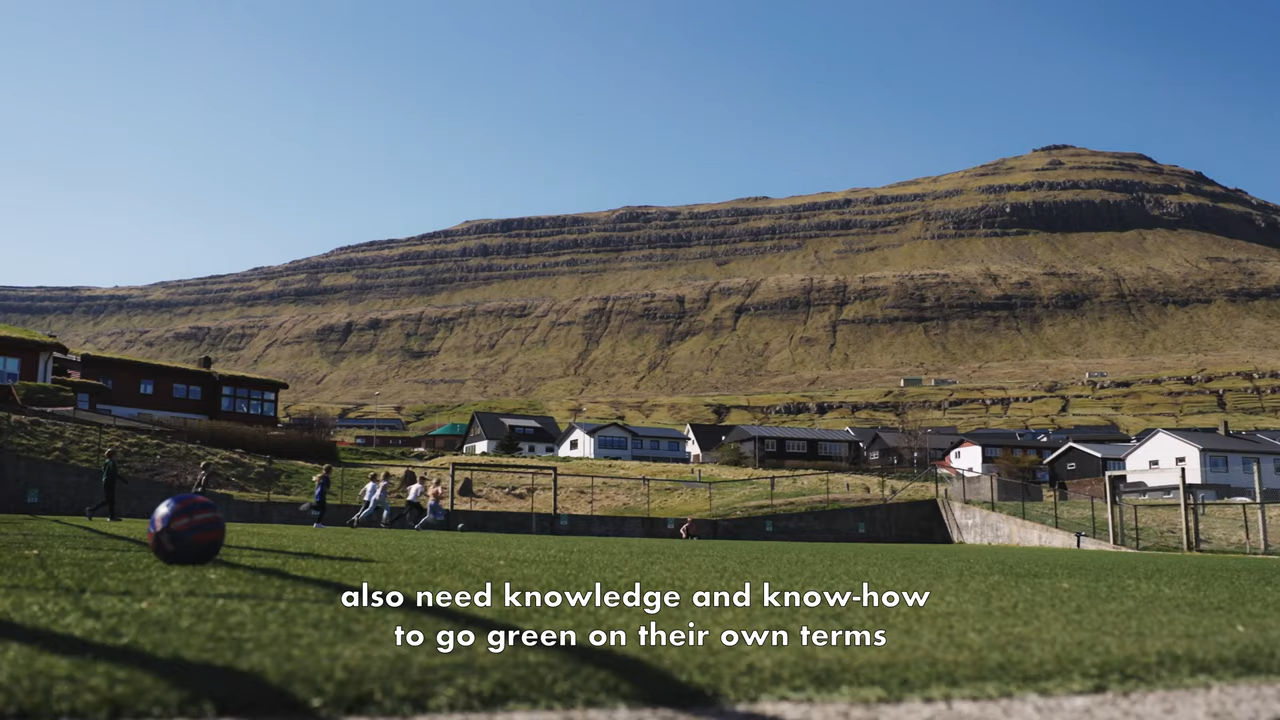 also need knowledge and know-how
to go green on their own terms